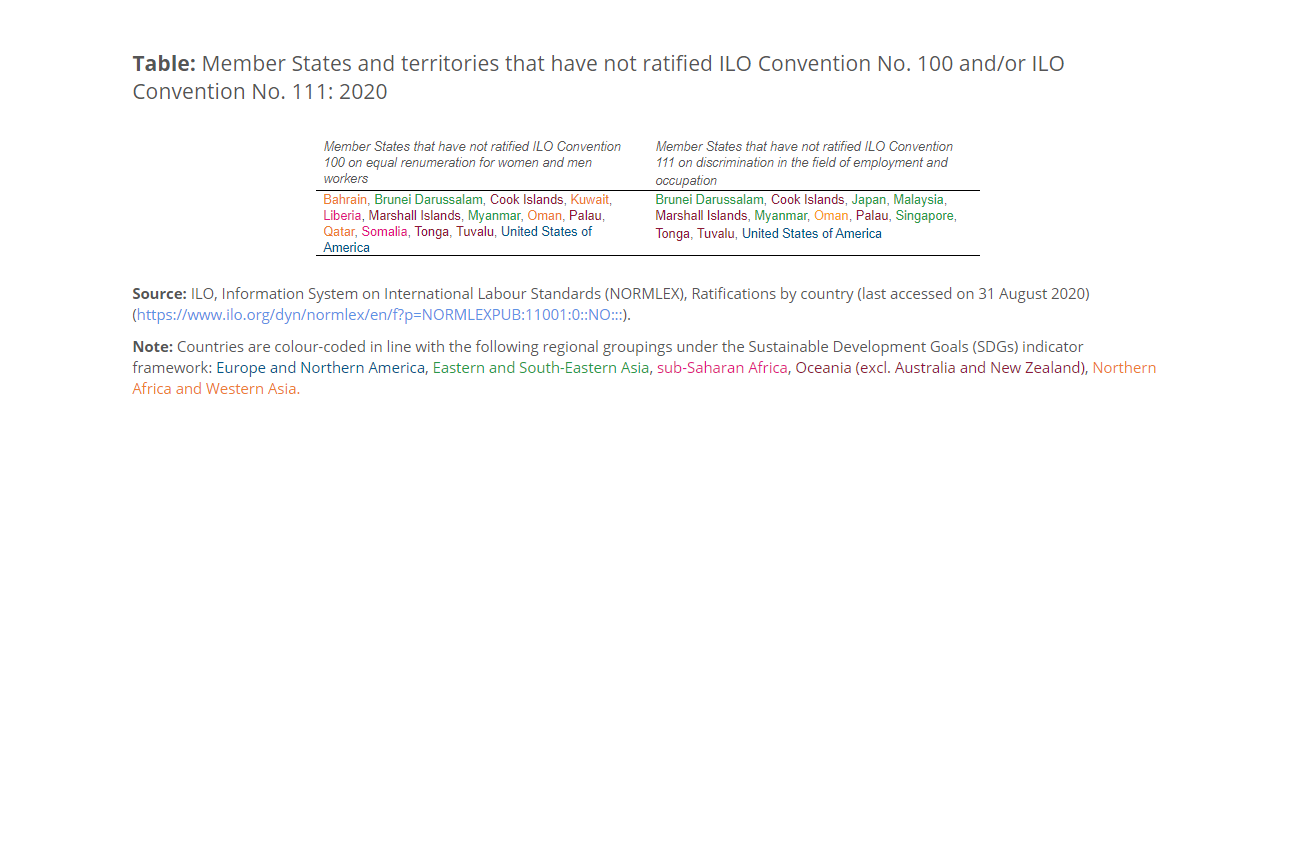 Table: Member States and territories that have not ratified ILO Convention No. 100 and/or ILO
Convention No. 111: 2020
Member States that have not ratified ILO Convention
100 on equal renumeration for women and men
workers
Member States that have not ratified ILO Convention
111 on discrimination in the field of employment and
occupation
Bahrain, Brunei Darussalam, Cook Islands, Kuwait,
Liberia, Marshall Islands, Myanmar, Oman, Palau,
Qatar, Somalia, Tonga, Tuvalu, United States of
America
Brunei Darussalam, Cook Islands, Japan, Malaysia,
Marshall Islands, Myanmar, Oman, Palau, Singapore,
Tonga, Tuvalu, United States of America
Source: ILO, Information System on International Labour Standards (NORMLEX), Ratifications by country (last accessed on 31 August 2020)
(https://www.ilo.org/dyn/normlex/en/f?p=NORMLEXPUB:11001:0::NO:::).
Note: Countries are colour-coded in line with the following regional groupings under the Sustainable Development Goals (SDGs) indicator
framework: Europe and Northern America, Eastern and South-Eastern Asia, sub-Saharan Africa, Oceania (excl. Australia and New Zealand), Northern
Africa and Western Asia.